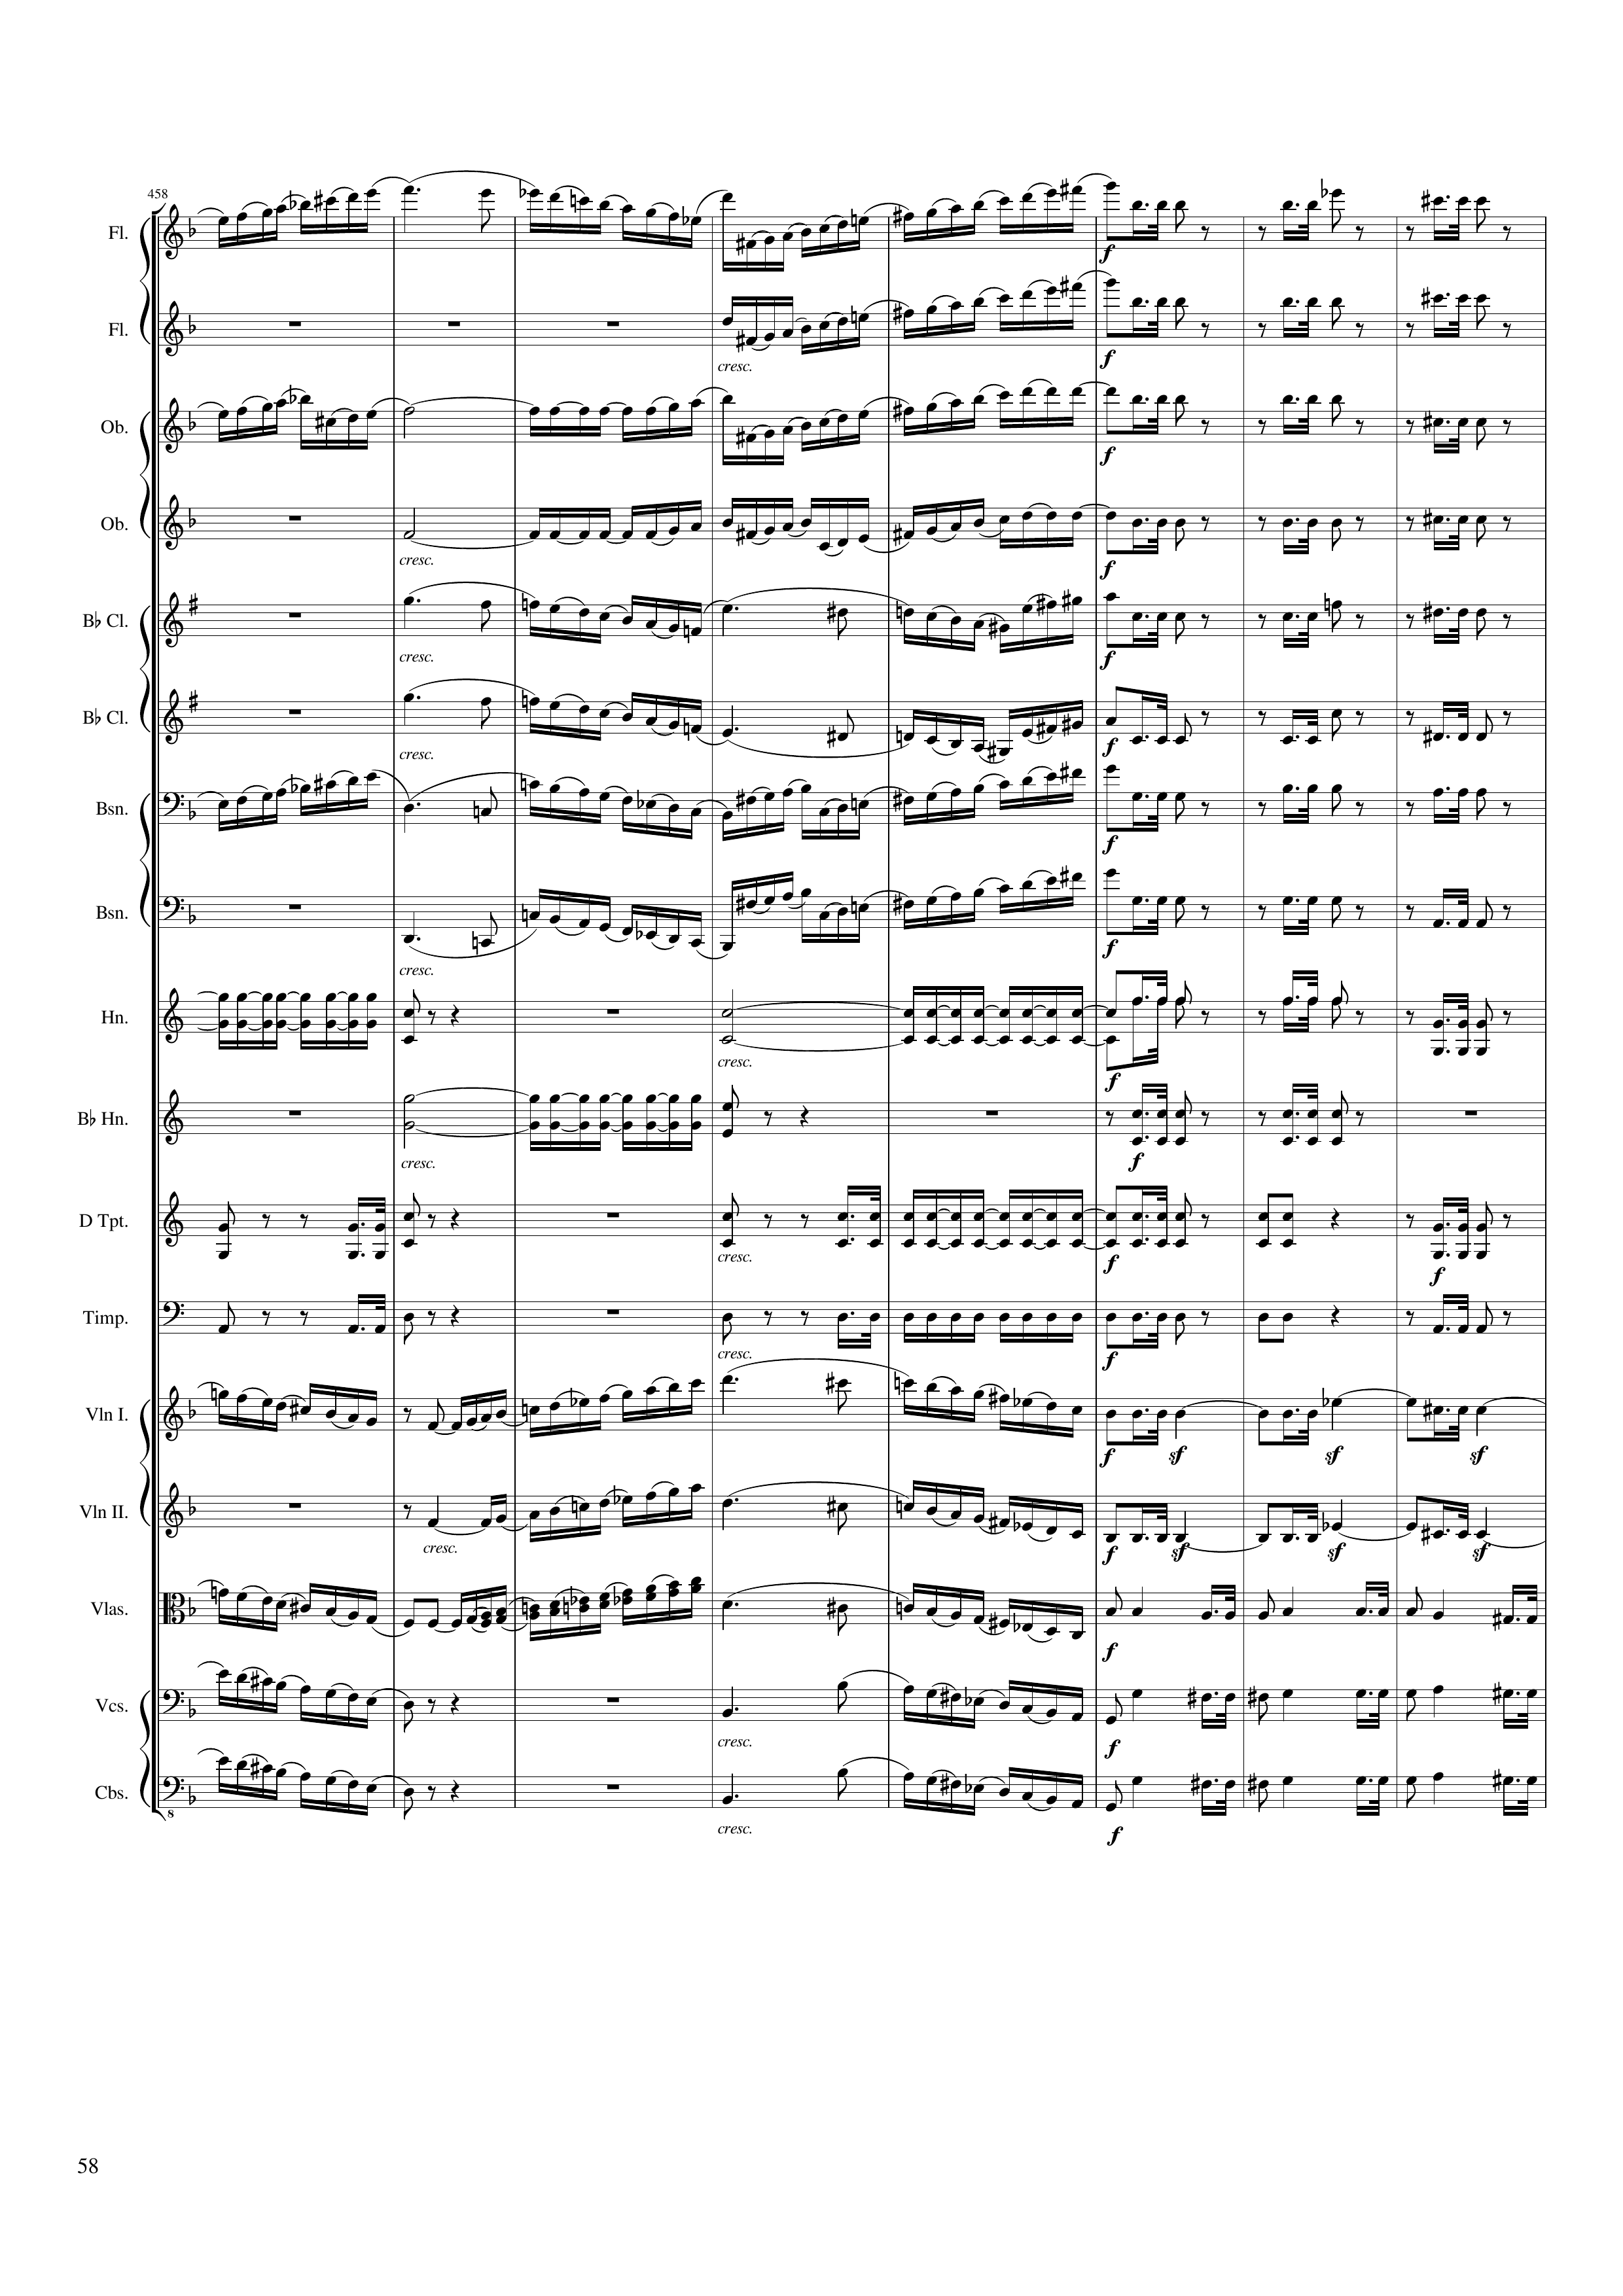 458
Fl.
f
Fl.
cresc.
f
Ob.
f
Ob.
cresc.
f
B♭ Cl.
cresc.
f
B♭ Cl.
cresc.
f
Bsn.
f
Bsn.
cresc.
f
Hn.
cresc.
f
B♭ Hn.
cresc.
f
D Tpt.
cresc.
f
f
Timp.
cresc.
f
Vln I.
f sf sf sf
Vln II.
cresc.
f sf sf sf
Vlas.
f
Vcs.
cresc.
f
Cbs.
8
cresc.
f
58